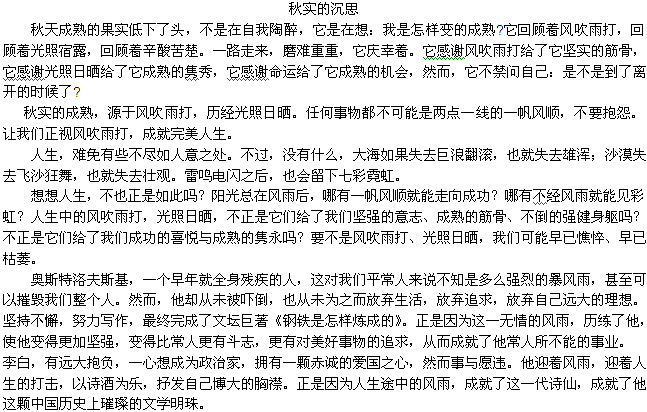 秋实的沉思
秋天成熟的果实低下了头，不是在自我陶醉，它是在想：我是怎样变的成熟?它回顾着风吹雨打，回
顾着光照宿露，回顾着辛酸苦楚。一路走来，磨难重重，它庆幸着。它感谢风吹雨打给了它坚实的筋骨，
它感谢光照日晒给了它成熟的隽秀，它感谢命运给了它成熟的机会，然而，它不禁问自己：是不是到了离
开的时候了?
秋实的成熟，源于风吹雨打，历经光照日晒。任何事物都不可能是两点一线的一帆风顺，不要抱怨。
让我们正视风吹雨打，成就完美人生。
人生，难免有些不尽如人意之处。不过，没有什么，大海如果失去巨浪翻滚，也就失去雄浑；沙漠失
去飞沙狂舞，也就失去壮观。雷鸣电闪之后，也会留下七彩霓虹。
想想人生，不也正是如此吗？阳光总在风雨后，哪有一帆风顺就能走向成功？哪有不经风雨就能见彩
虹？人生中的风吹雨打，光照日晒，不正是它们给了我们坚强的意志、成熟的筋骨、不倒的强健身躯吗？
不正是它们给了我们成功的喜悦与成熟的隽永吗？要不是风吹雨打、光照日晒，我们可能早已憔悴、早已
枯萎。
奥斯特洛夫斯基，一个早年就全身残疾的人，这对我们平常人来说不知是多么强烈的暴风雨，甚至可
以摧毁我们整个人。然而，他却从未被吓倒，也从未为之而放弃生活，放弃追求，放弃自己远大的理想。
坚持不懈，努力写作，最终完成了文坛巨著《钢铁是怎样炼成的》。正是因为这一无情的风雨，历练了他，
使他变得更加坚强，变得比常人更有斗志，更有对美好事物的追求，从而成就了他常人所不能的事业。
李白，有远大抱负，一心想成为政治家，拥有一颗赤诚的爱国之心，然而事与愿违。他迎着风雨，迎着人
生的打击，以诗酒为乐，抒发自己博大的胸襟。正是因为人生途中的风雨，成就了这一代诗仙，成就了他
这颗中国历史上璀璨的文学明珠。